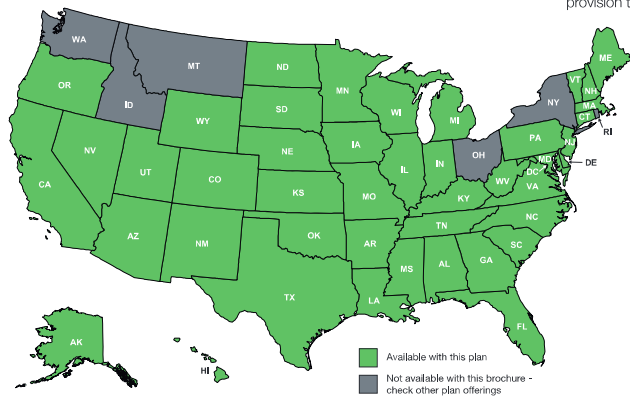 provision t
WA
MT
ND
MN
ME
VT
NH
OR
ID
SD
WI
MI
NY
MA
CT
RI
WY
IA
PA
NJ
NV
NE
IL
IN
OH
MD
DE
DC
UT
CO
WV
VA
CA
KS
MO
KY
NC
TN
AZ
NM
OK
AR
SC
MS
AL
GA
TX
LA
FL
AK
HI
Available with this plan
Not available with this brochure -
check other plan offerings